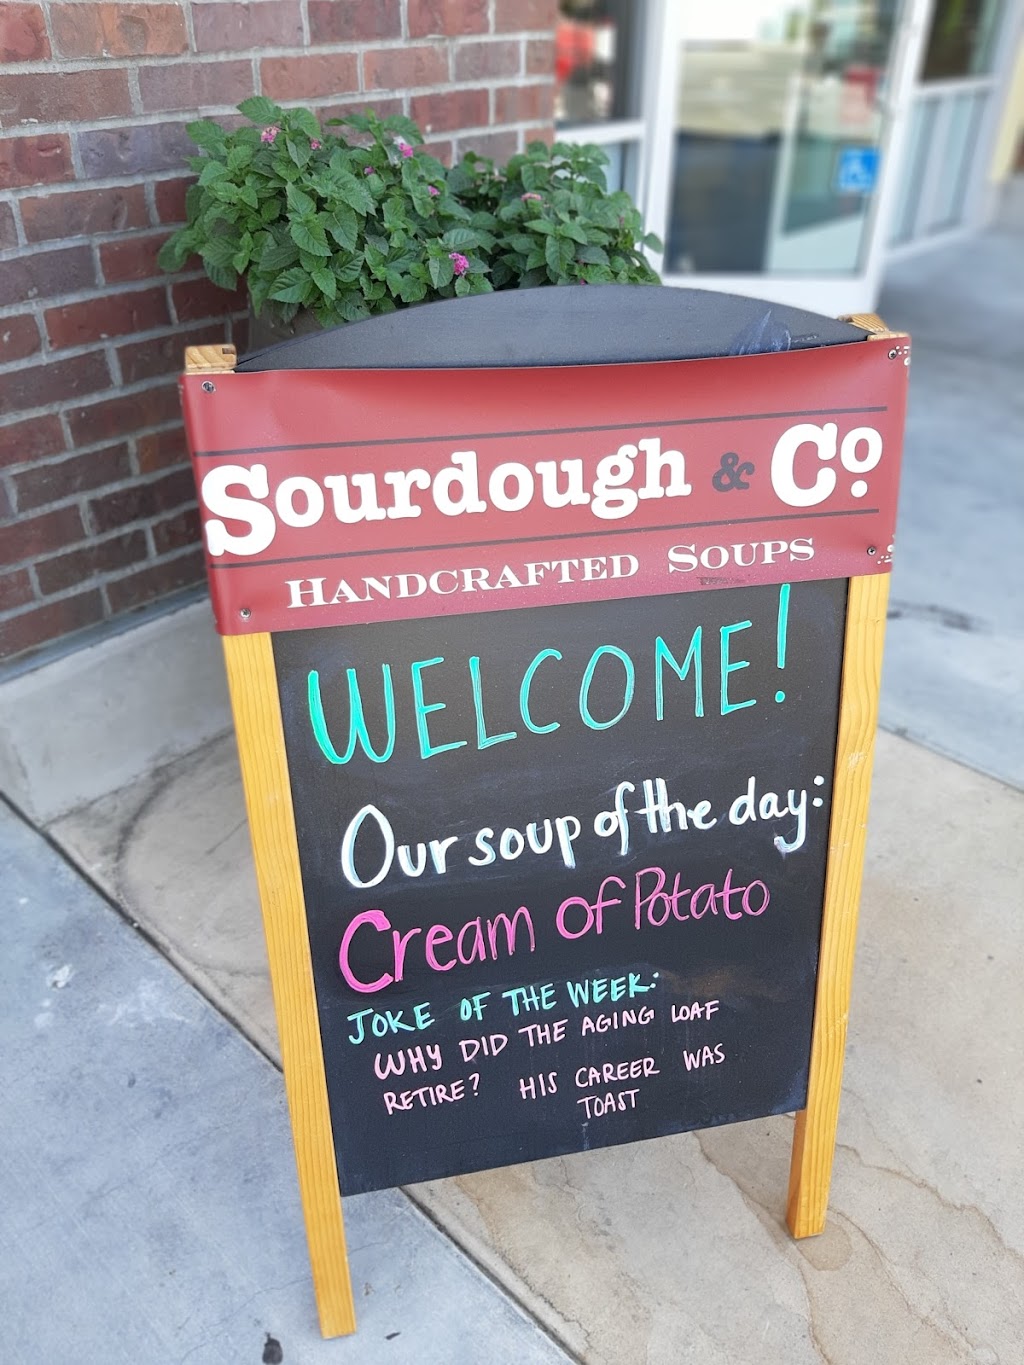 Sourdough & Co.
Handcrafted Soups
WELCOME!
Our soup of the day:
Cream of Potato
JOKE OF THE WEEK:
WHY DID THE AGING LOAF
RETIRE? HIS CAREER WAS
TOAST